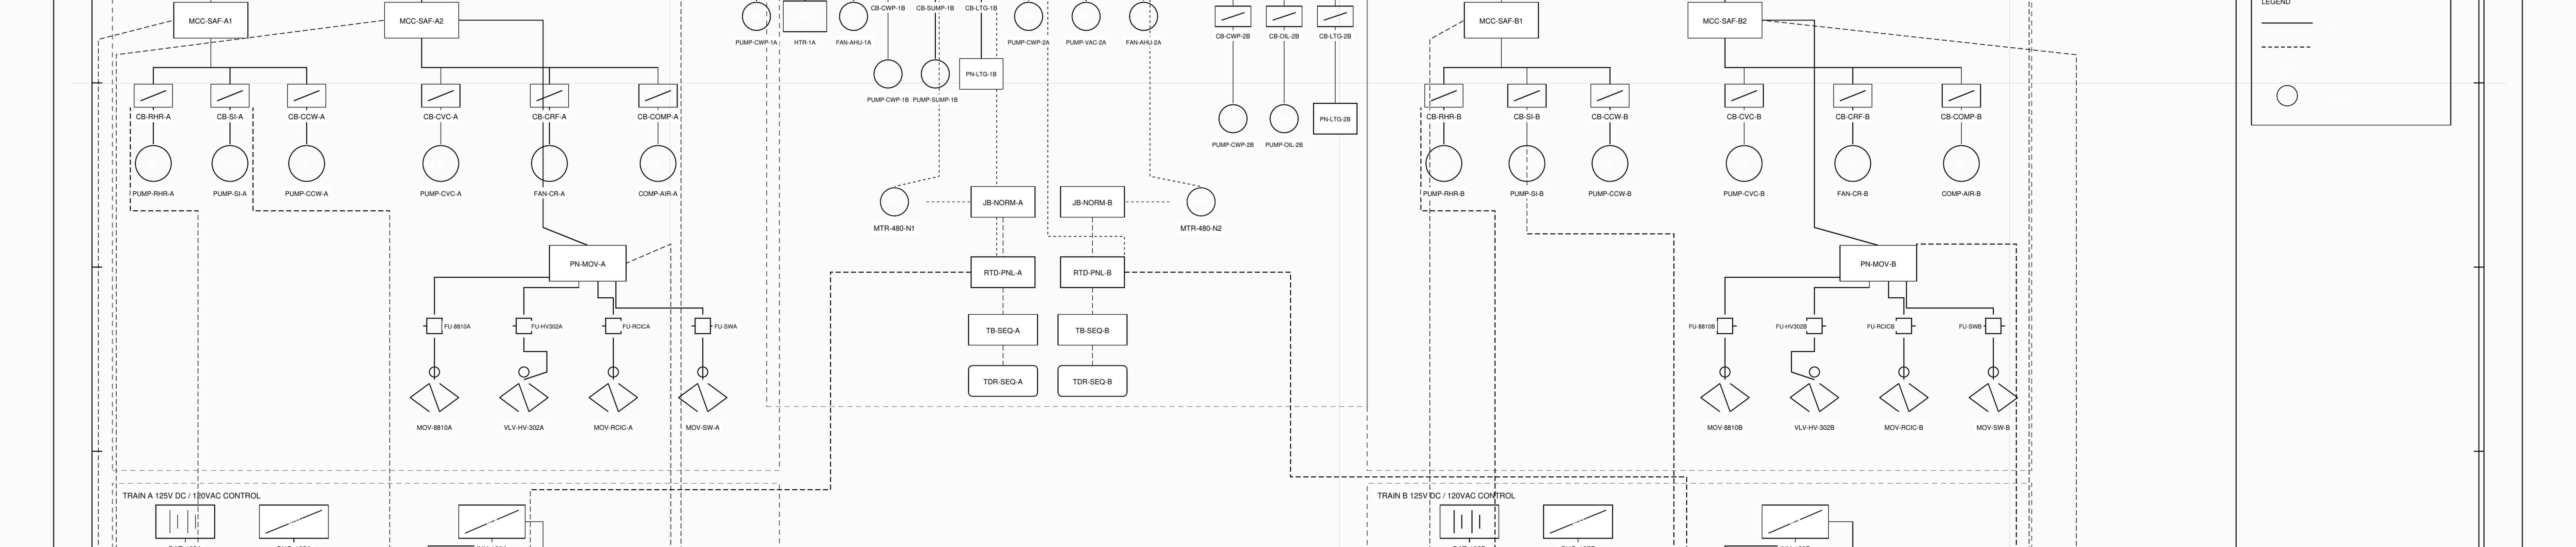 LEGEND
MCC-SAF-A1
MCC-SAF-A2
CB-CWP-1B
CB-SUMP-1B
CB-LTG-1B
MCC-SAF-B1
MCC-SAF-B2
PUMP-CWP-1A
HTR-1A
FAN-AHU-1A
PUMP-CWP-2A
PUMP-VAC-2A
FAN-AHU-2A
CB-CWP-2B
CB-OIL-2B
CB-LTG-2B
PN-LTG-1B
PUMP-CWP-1B
PUMP-SUMP-1B
CB-RHR-A
CB-SI-A
CB-CCW-A
CB-CVC-A
CB-CRF-A
CB-COMP-A
PN-LTG-2B
CB-RHR-B
CB-SI-B
CB-CCW-B
CB-CVC-B
CB-CRF-B
CB-COMP-B
PUMP-CWP-2B
PUMP-OIL-2B
PUMP-RHR-A
PUMP-SI-A
PUMP-CCW-A
PUMP-CVC-A
FAN-CR-A
COMP-AIR-A
PUMP-RHR-B
PUMP-SI-B
PUMP-CCW-B
PUMP-CVC-B
FAN-CR-B
COMP-AIR-B
JB-NORM-A
JB-NORM-B
MTR-480-N1
MTR-480-N2
PN-MOV-A
RTD-PNL-A
RTD-PNL-B
PN-MOV-B
FU-8810A
FU-HV302A
FU-RCICA
FU-SWA
TB-SEQ-A
TB-SEQ-B
FU-8810B
FU-HV302B
FU-RCICB
FU-SWB
TDR-SEQ-A
TDR-SEQ-B
MOV-8810A
VLV-HV-302A
MOV-RCIC-A
MOV-SW-A
MOV-8810B
VLV-HV-302B
MOV-RCIC-B
MOV-SW-B
TRAIN A 125V DC / 120VAC CONTROL
TRAIN B 125V DC / 120VAC CONTROL